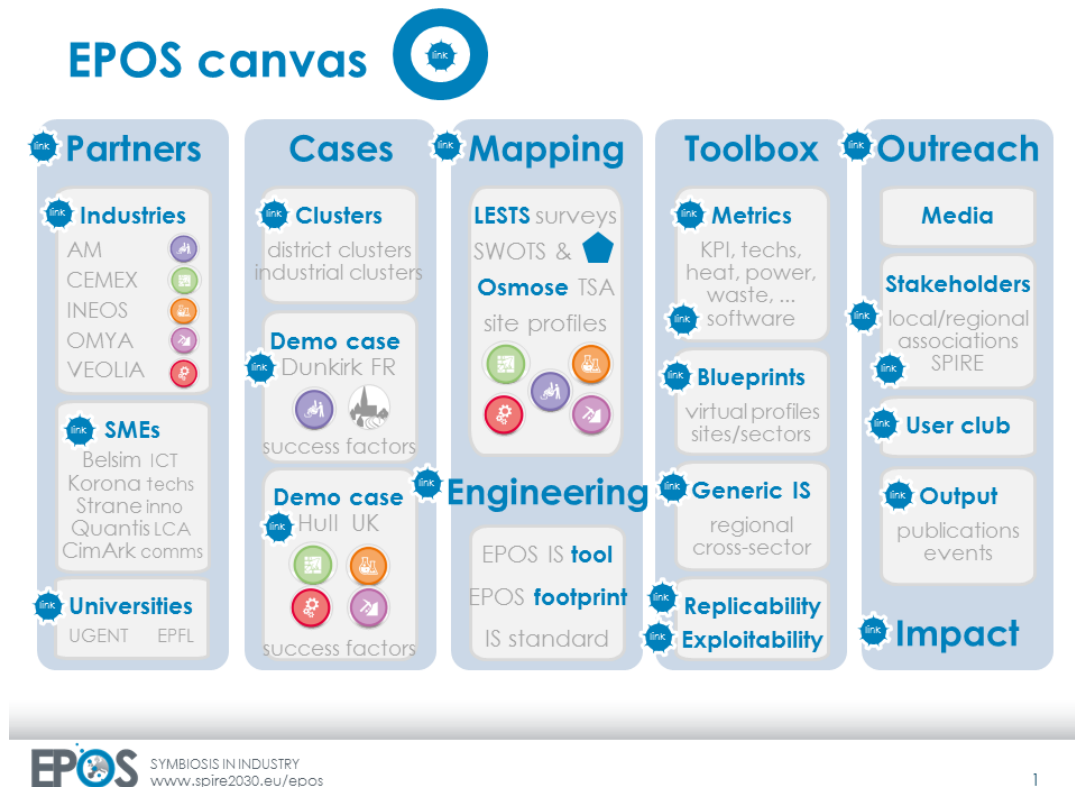 EPOS canvas
link
link Partners
link Industries
AM
CEMEX
INEOS
OMYA
VEOLIA
link SMEs
Belsim ICT
Korona techs
Strane inno
Quantis LCA
CimArk comms
link Universities
UGENT EPFL
Cases
link Clusters
district clusters
industrial clusters
Demo case
link Dunkirk FR
success factors
Demo case
link Hull UK
success factors
link Mapping
LESTS surveys
SWOTS &
Osmose TSA
site profiles
link Engineering
EPOS IS tool
EPOS footprint
IS standard
Toolbox
link Metrics
KPI, techs,
heat, power,
waste, ...
link software
link Blueprints
virtual profiles
sites/sectors
link Generic IS
regional
cross-sector
link Replicability
link Exploitability
link Outreach
Media
Stakeholders
link local/regional
associations
link SPIRE
link User club
link Output
publications
events
link Impact
EPOS
SYMBIOSIS IN INDUSTRY
www.spire2030.eu/epos
1